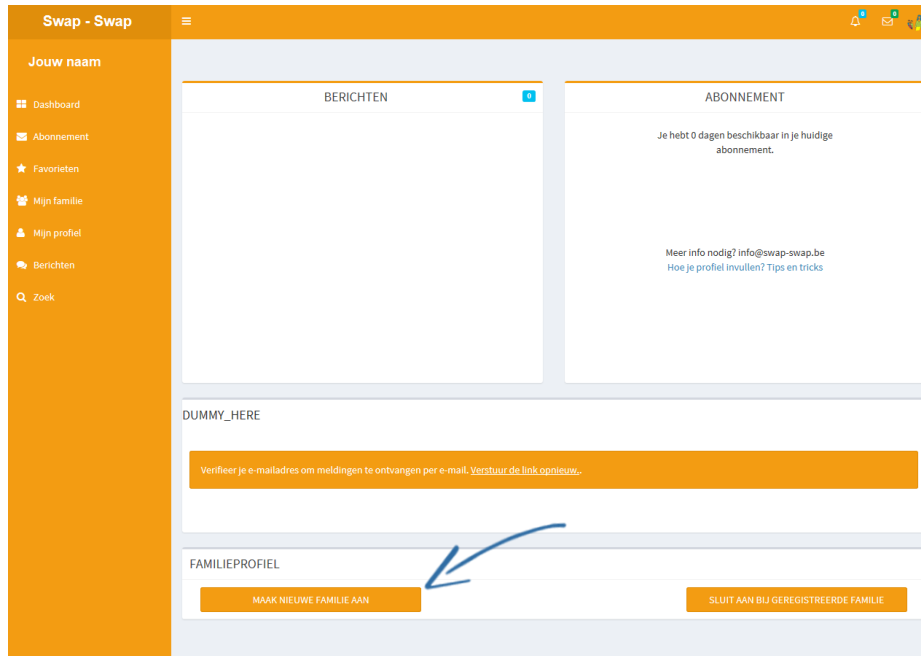 Swap - Swap
0
0
Jouw naam
Dashboard
Abonnement
Favorieten
Mijn familie
Mijn profiel
Berichten
Zoek
BERICHTEN
0
ABONNEMENT
Je hebt 0 dagen beschikbaar in je huidige
abonnement.
Meer info nodig? info@swap-swap.be
Hoe je profiel invullen? Tips en tricks
DUMMY_HERE
Verifieer je e-mailadres om meldingen te ontvangen per e-mail. Verstuur de link opnieuw..
FAMILIEPROFIEL
MAAK NIEUWE FAMILIE AAN
SLUIT AAN BIJ GEREGISTREERDE FAMILIE